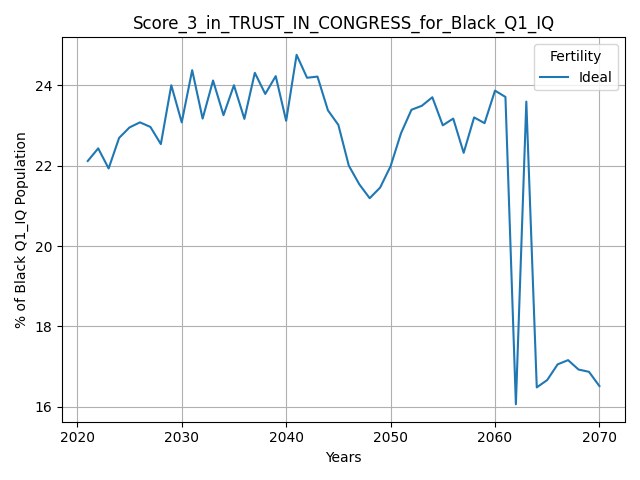 Score_3_in_TRUST_IN_CONGRESS_for_Black_Q1_IQ
Fertility
Ideal
% of Black Q1_IQ Population
24
22
20
18
16
2020
2030
2040
2050
2060
2070
Years